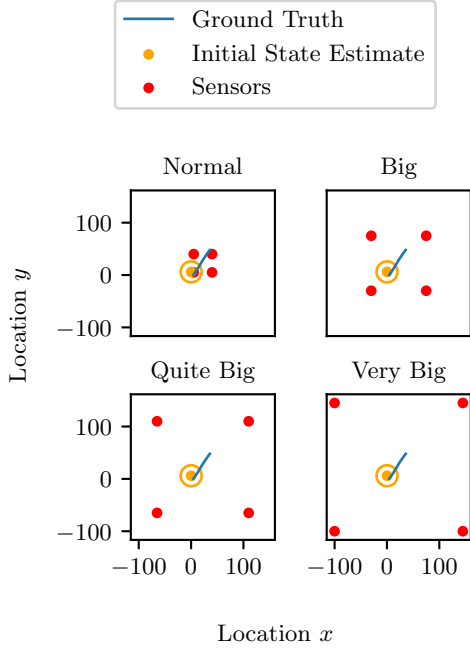 Ground Truth
Initial State Estimate
Sensors
Normal
Big
100
0
−100
Location y
Quite Big
Very Big
100
0
−100
−100 0 100
−100 0 100
Location x